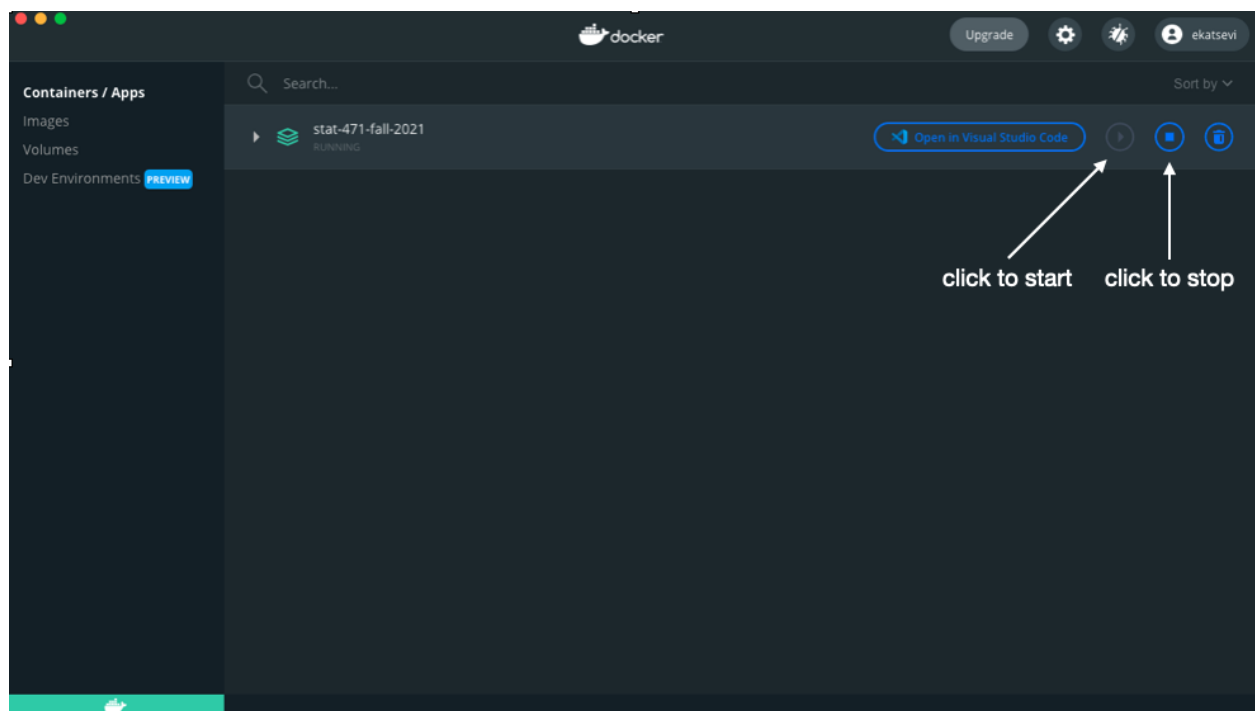 docker
Upgrade
ekatsevi
Containers / Apps
Images
Volumes
Dev Environments PREVIEW
Search...
Sort by
stat-471-fall-2021
RUNNING
Open in Visual Studio Code
click to start
click to stop